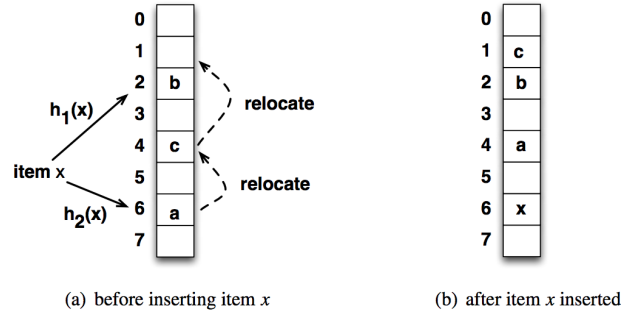 0 0
1 1 c
2 b 2 b
h1(x)
3 3
relocate
4 c 4 a
item x
5 5
relocate
h2(x)
6 a 6 x
7 7
(a) before inserting item x (b) after item x inserted